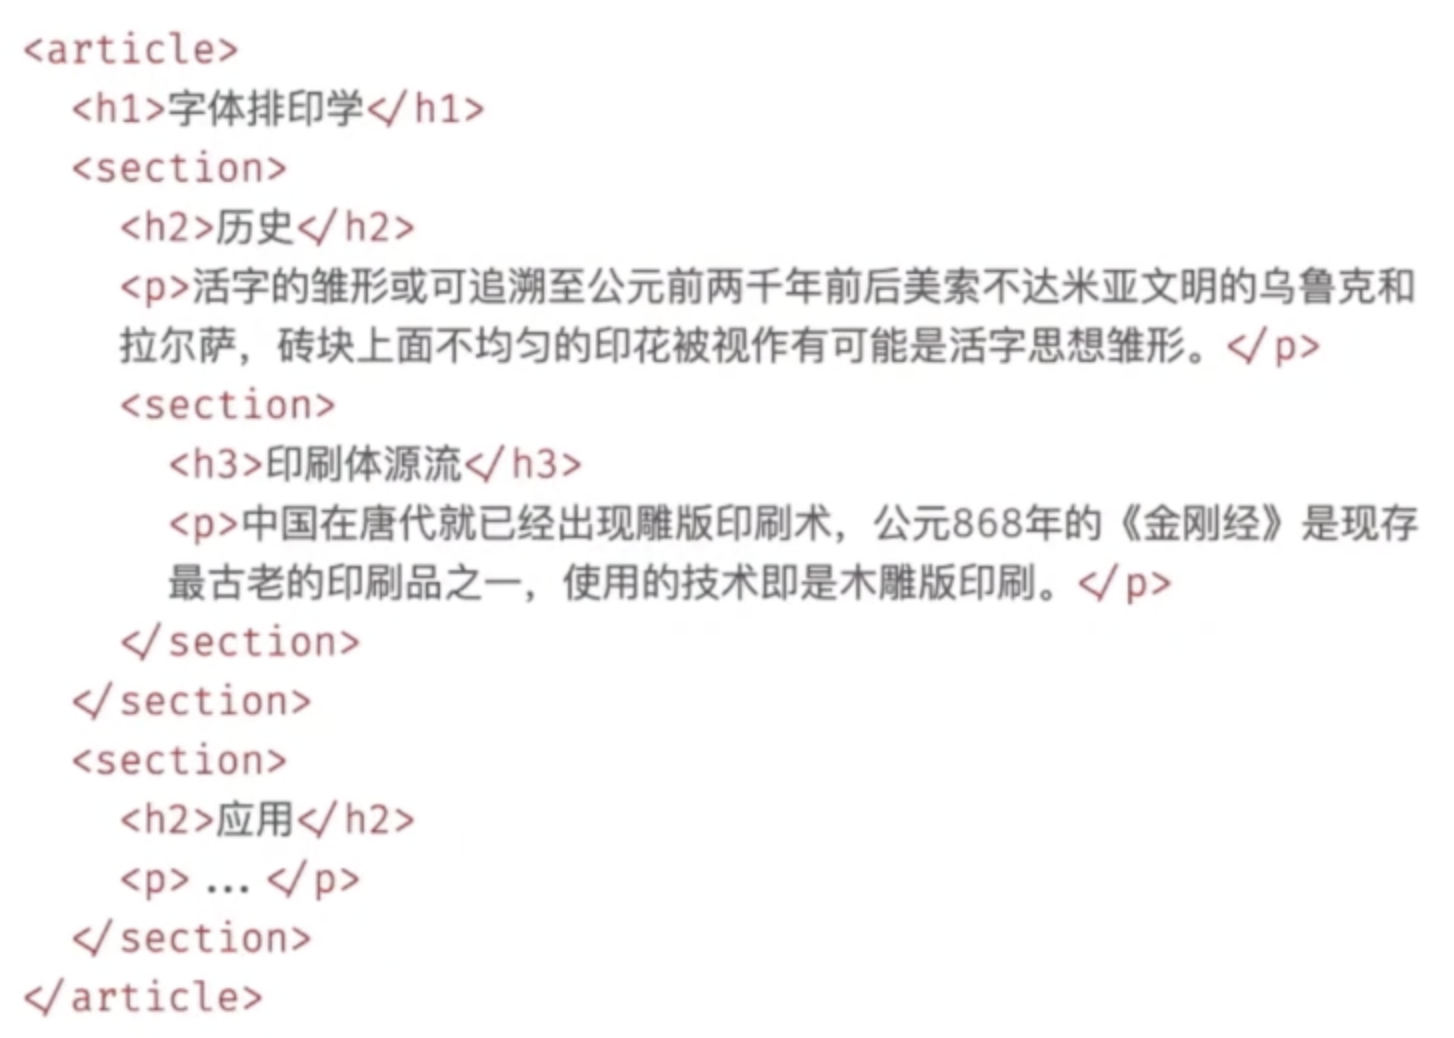 <article>
<h1>字体排印学</h1>
<section>
<h2>历史</h2>
<p>活字的雏形或可追溯至公元前两千年前后美索不达米亚文明的乌鲁克和
拉尔萨，砖块上面不均匀的印花被视作有可能是活字思想雏形。</p>
<section>
<h3>印刷体源流</h3>
<p>中国在唐代就已经出现雕版印刷术，公元868年的《金刚经》是现存
最古老的印刷品之一，使用的技术即是木雕版印刷。</p>
</section>
</section>
<section>
<h2>应用</h2>
<p> ... </p>
</section>
</article>